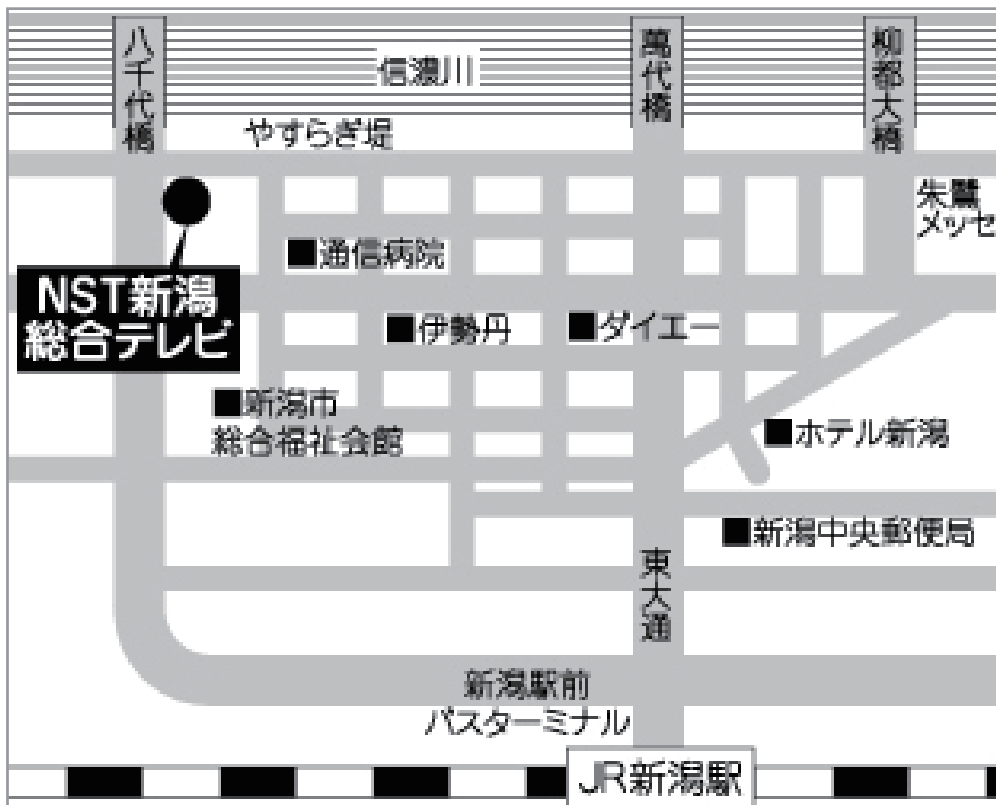 八千代橋
信濃川
萬代橋
柳都大橋
やすらぎ堤
朱鷺
メッセ
■通信病院
NST新潟
総合テレビ
■伊勢丹
■ダイエー
■新潟市
総合福祉会館
■ホテル新潟
■新潟中央郵便局
東大通
新潟駅前
バスターミナル
JR新潟駅